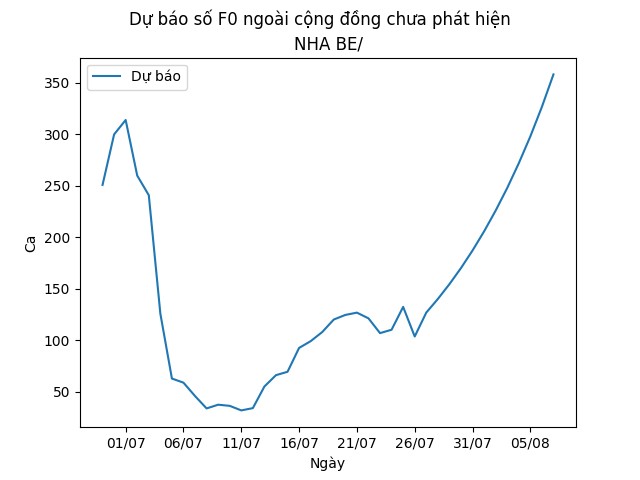 Dự báo số F0 ngoài cộng đồng chưa phát hiện
NHA BE/
Dự báo
350
300
250
200
150
100
50
Ca
01/07 06/07 11/07 16/07 21/07 26/07 31/07 05/08
Ngày